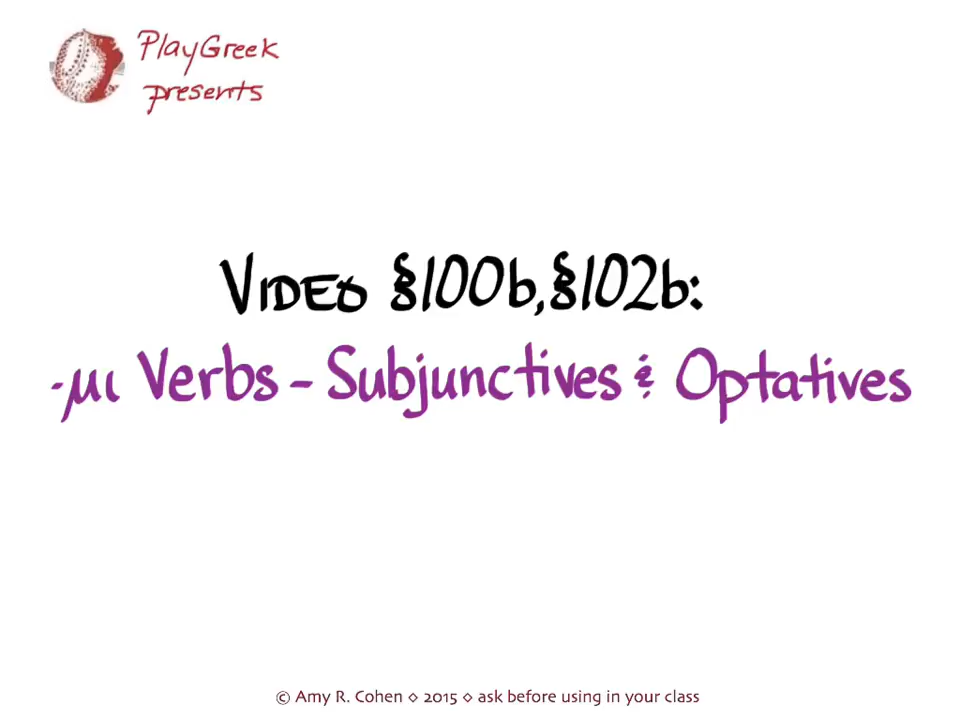 PlayGreek
presents
VIDEO §100b, §102b:
-μι Verbs - Subjunctives & Optatives
© Amy R. Cohen ◇ 2015 ◇ ask before using in your class